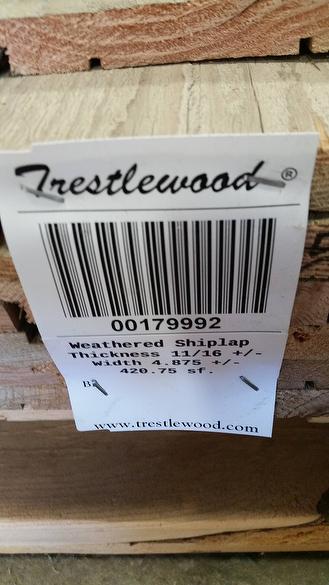 Trestlewood®
00179992
Weathered Shiplap
Thickness 11/16 +/-
Width 4.875 +/-
420.75 sf.
www.trestlewood.com